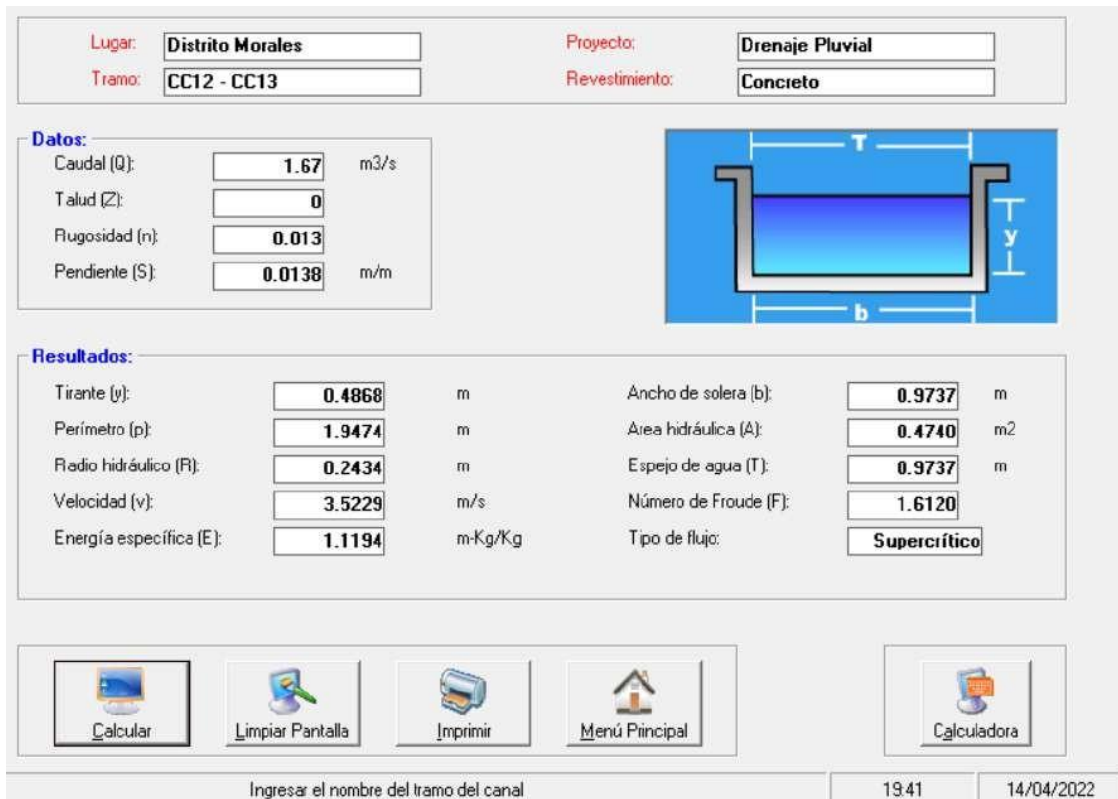 Lugar: Distrito Morales Proyecto: Drenaje Pluvial
Tramo: CC12 - CC13 Revestimiento: Concreto
Datos:
Caudal (Q): 1.67 m3/s
Talud (Z): 0
Rugosidad (n): 0.013
Pendiente (S): 0.0138 m/m
T
y
b
Resultados:
Tirante (y): 0.4868 m Ancho de solera (b): 0.9737 m
Perímetro (p): 1.9474 m Area hidráulica (A): 0.4740 m2
Radio hidráulico (R): 0.2434 m Espejo de agua (T): 0.9737 m
Velocidad (v): 3.5229 m/s Número de Froude (F): 1.6120
Energía específica (E): 1.1194 m-Kg/Kg Tipo de flujo: Supercrítico
Calcular Limpiar Pantalla Imprimir Menú Principal Calculadora
Ingresar el nombre del tramo del canal 19:41 14/04/2022